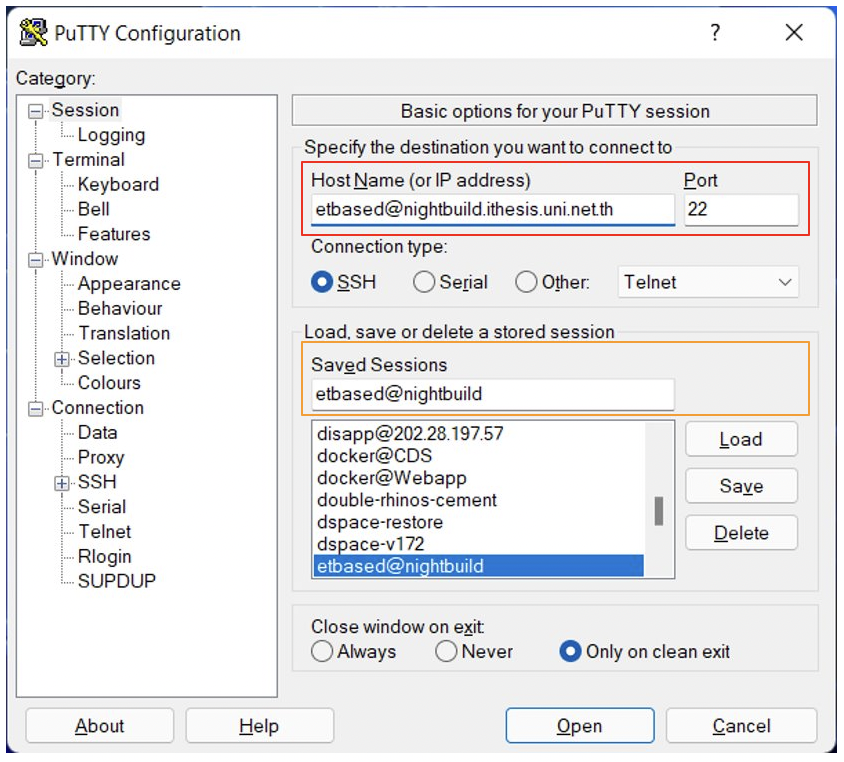 PuTTY Configuration
?
Category:
Session
Logging
Terminal
Keyboard
Bell
Features
Window
Appearance
Behaviour
Translation
Selection
Colours
Connection
Data
Proxy
SSH
Serial
Telnet
Rlogin
SUPDUP
Basic options for your PuTTY session
Specify the destination you want to connect to
Host Name (or IP address) Port
etbased@nightbuild.ithesis.uni.net.th 22
Connection type:
SSH Serial Other: Telnet
Load, save or delete a stored session
Saved Sessions
etbased@nightbuild
disapp@202.28.197.57
docker@CDS
docker@Webapp
double-rhinos-cement
dspace-restore
dspace-v172
etbased@nightbuild
Load
Save
Delete
Close window on exit:
Always Never Only on clean exit
About Help Open Cancel